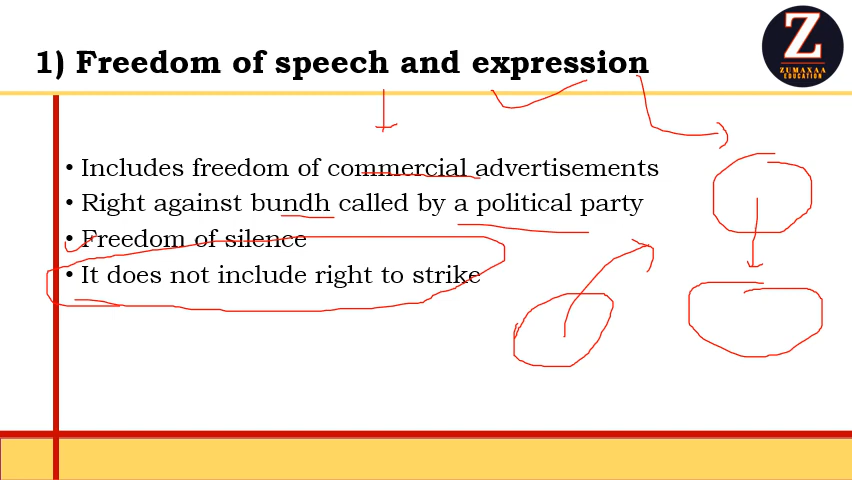 1) Freedom of speech and expression
Z
ZUMAXAA
EDUCATION
• Includes freedom of commercial advertisements
• Right against bundh called by a political party
• Freedom of silence
• It does not include right to strike